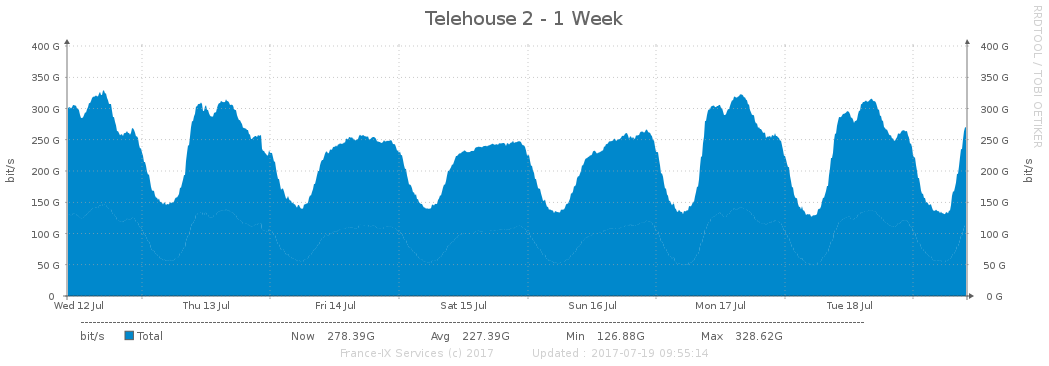 Telehouse 2 - 1 Week
RRDTOOL / TOBI OETIKER
bit/s
400 G
350 G
300 G
250 G
200 G
150 G
100 G
50 G
0
400 G
350 G
300 G
250 G
200 G
150 G
100 G
50 G
0 G
bit/s
Wed 12 Jul Thu 13 Jul Fri 14 Jul Sat 15 Jul Sun 16 Jul Mon 17 Jul Tue 18 Jul
bit/s Total Now 278.39G Avg 227.39G Min 126.88G Max 328.62G
France-IX Services (c) 2017 Updated : 2017-07-19 09:55:14